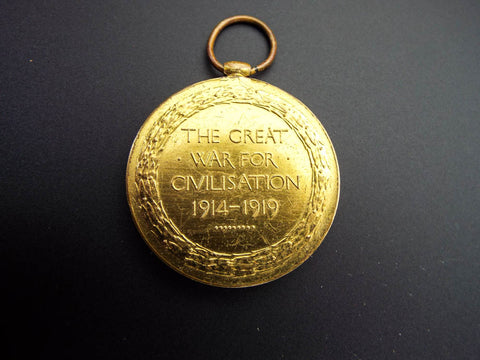 THE GREAT
· WAR FOR ·
CIVILISATION
1914–1919